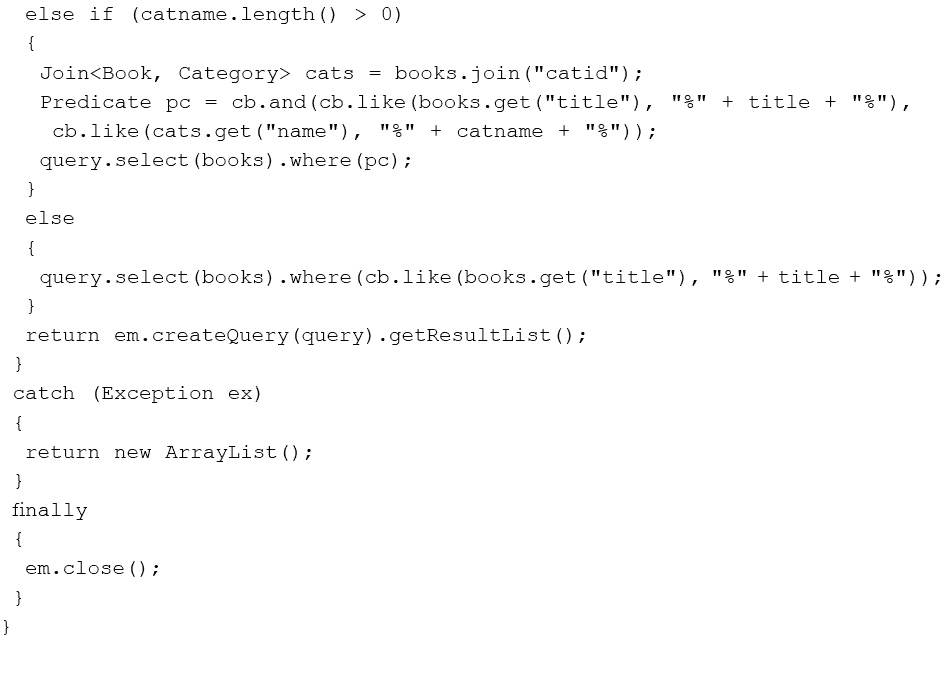 else if (catname.length() > 0)
{
Join<Book, Category> cats = books.join("catid");
Predicate pc = cb.and(cb.like(books.get("title"), "%" + title + "%"),
cb.like(cats.get("name"), "%" + catname + "%"));
query.select(books).where(pc);
}
else
{
query.select(books).where(cb.like(books.get("title"), "%" + title + "%"));
}
return em.createQuery(query).getResultList();
}
catch (Exception ex)
{
return new ArrayList();
}
finally
{
em.close();
}
}